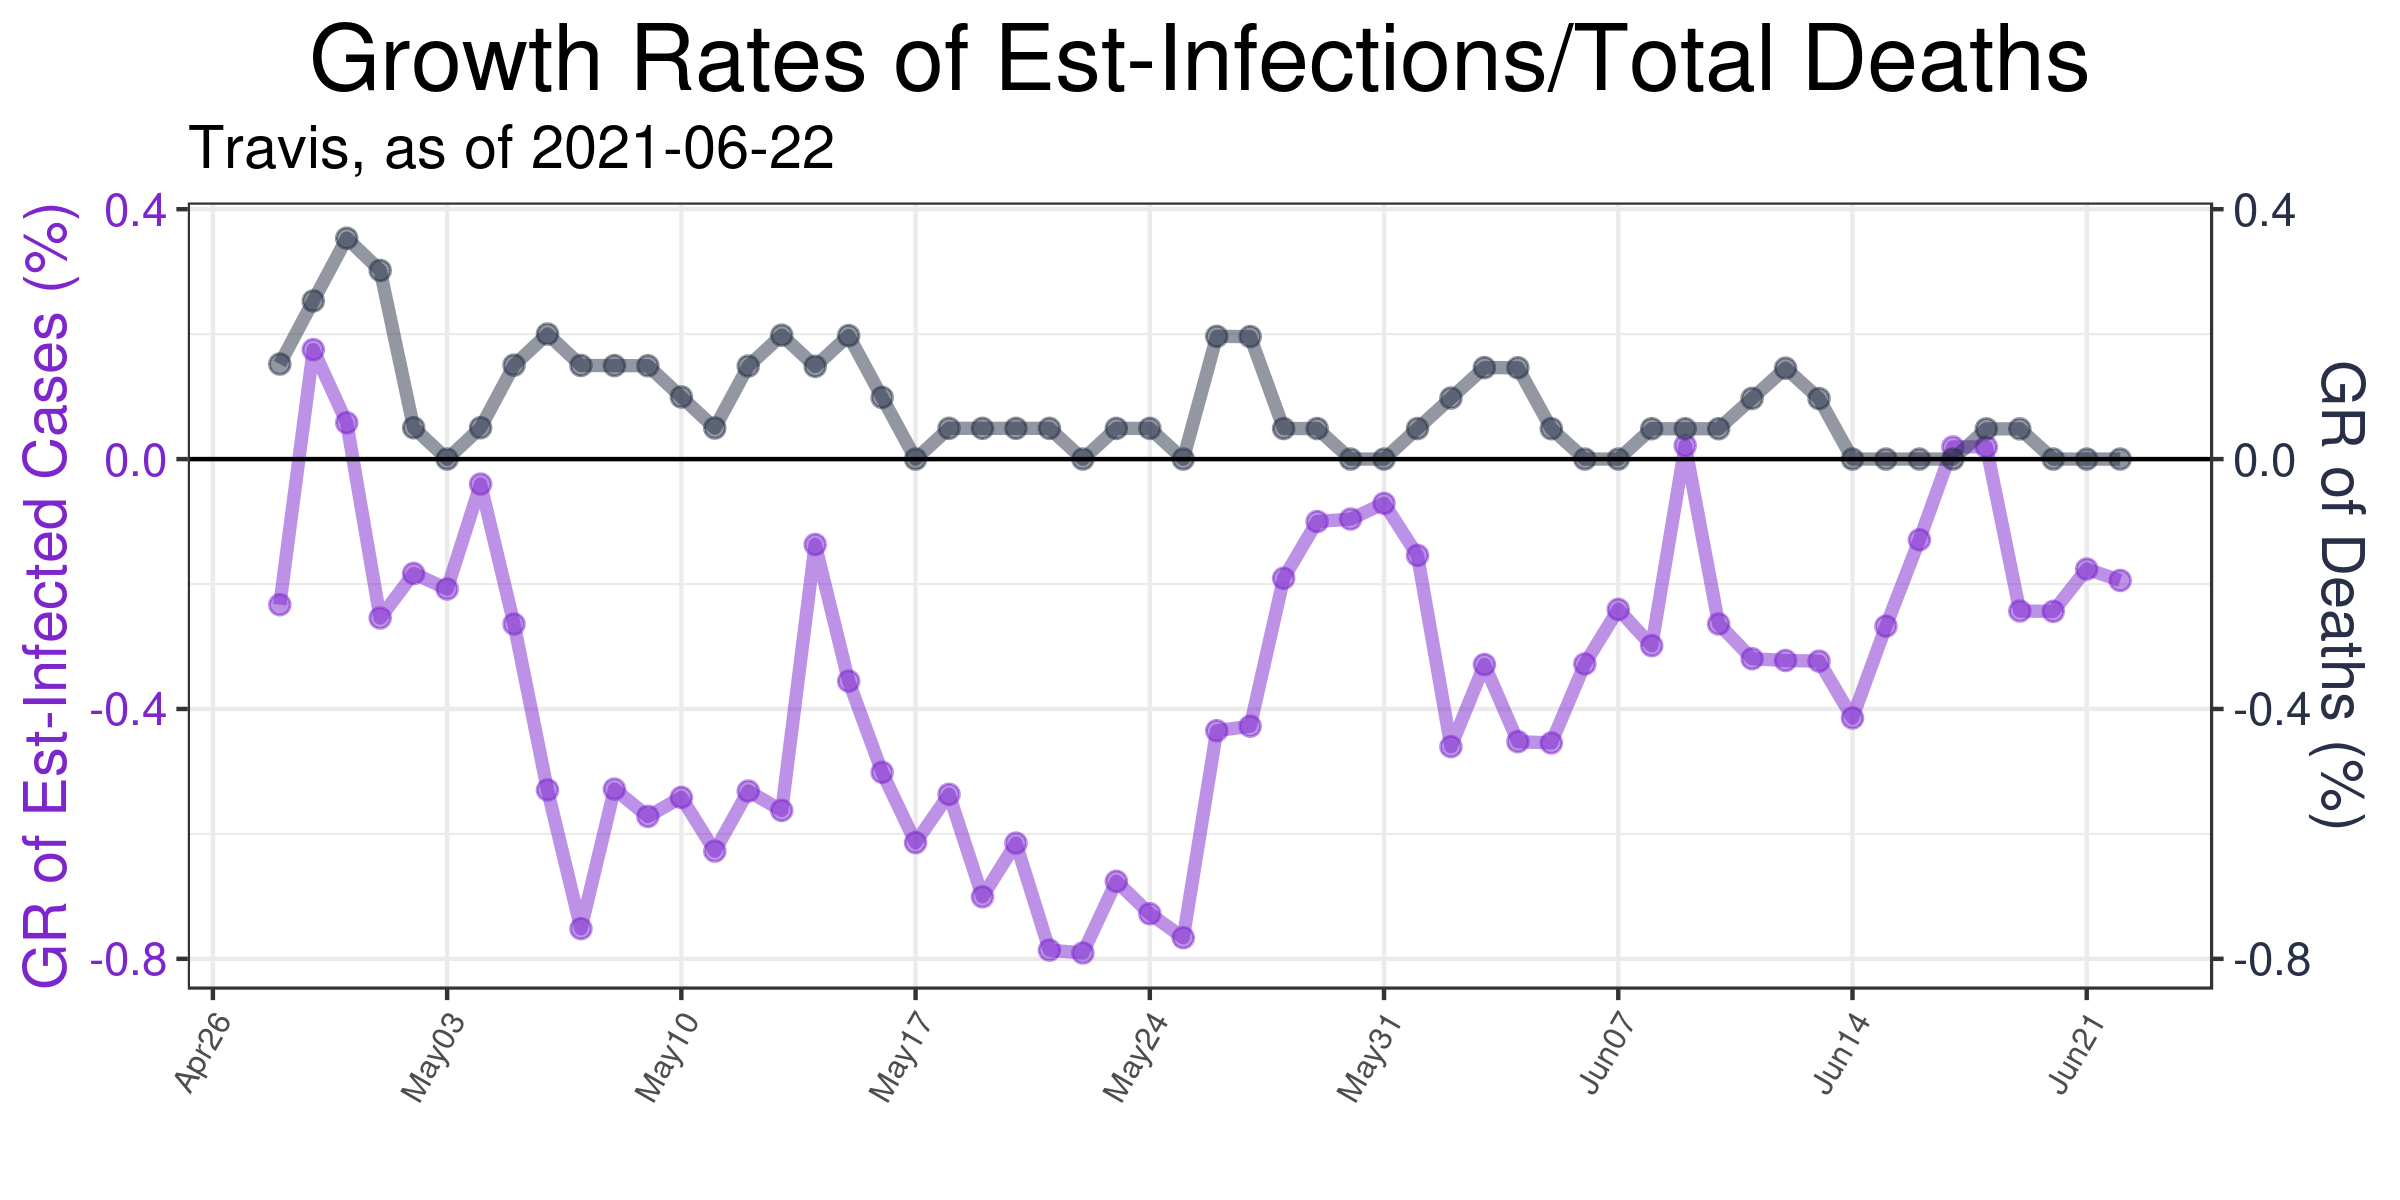 Growth Rates of Est-Infections/Total Deaths
Travis, as of 2021-06-22
GR of Est-Infected Cases (%)
0.4
0.0
-0.4
-0.8
0.4
0.0
-0.4
-0.8
GR of Deaths (%)
Apr26
May03
May10
May17
May24
May31
Jun07
Jun14
Jun21